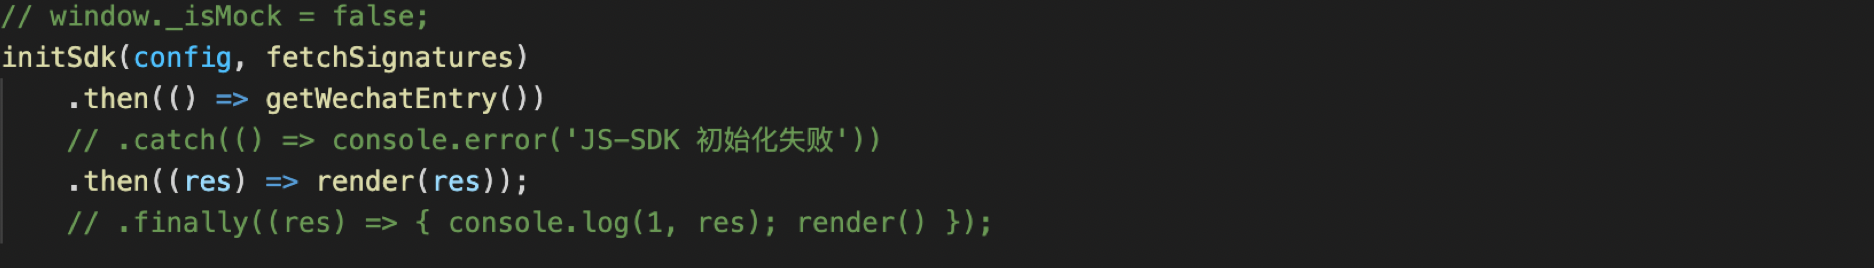 // window._isMock = false;
initSdk(config, fetchSignatures)
    .then(() => getWechatEntry())
    // .catch(() => console.error('JS-SDK 初始化失败'))
    .then((res) => render(res));
    // .finally((res) => { console.log(1, res); render() });